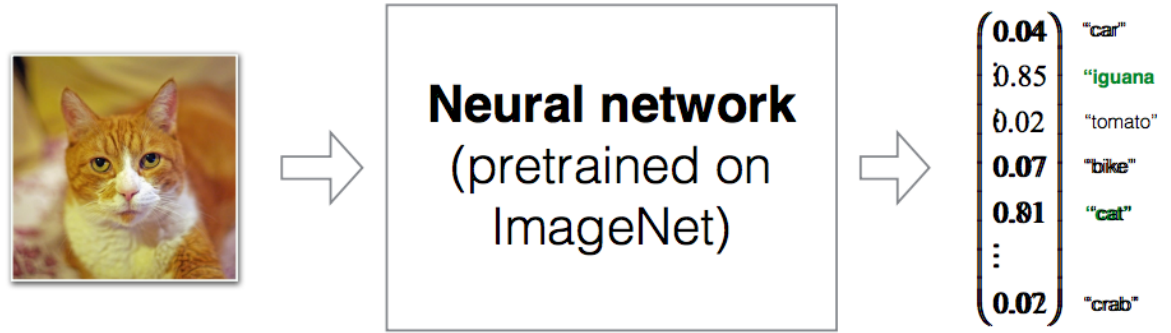 Neural network
(pretrained on
ImageNet)
0.04 "car"
0.85 "iguana
0.02 "tomato"
0.07 "bike"
"cat"
⋮
0.02 "crab"